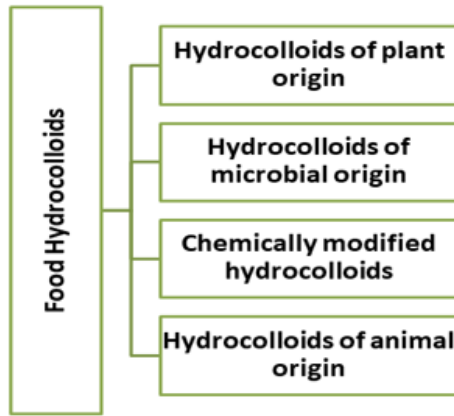 Food Hydrocolloids
Hydrocolloids of plant
origin
Hydrocolloids of
microbial origin
Chemically modified
hydrocolloids
Hydrocolloids of animal
origin